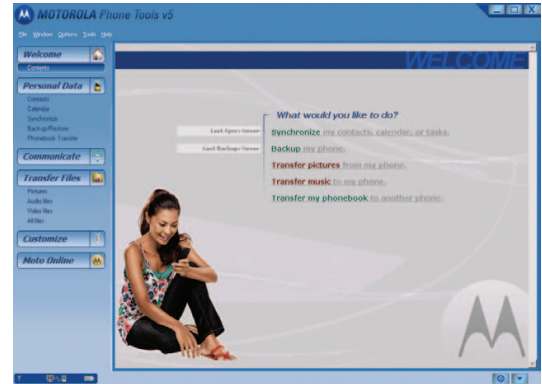 MOTOROLA Phone Tools v5
File Window Options Tools Help
Welcome
Contents
Personal Data
Contacts
Calendar
Synchronize
Backup/Restore
Phonebook Transfer
Communicate
Transfer Files
Pictures
Audio files
Video files
All files
Customize
Moto Online
WELCOME
What would you like to do?
Last Sync: Never
Synchronize my contacts, calendar, or tasks.
Last Backup: Never
Backup my phone.
Transfer pictures from my phone.
Transfer music to my phone.
Transfer my phonebook to another phone.